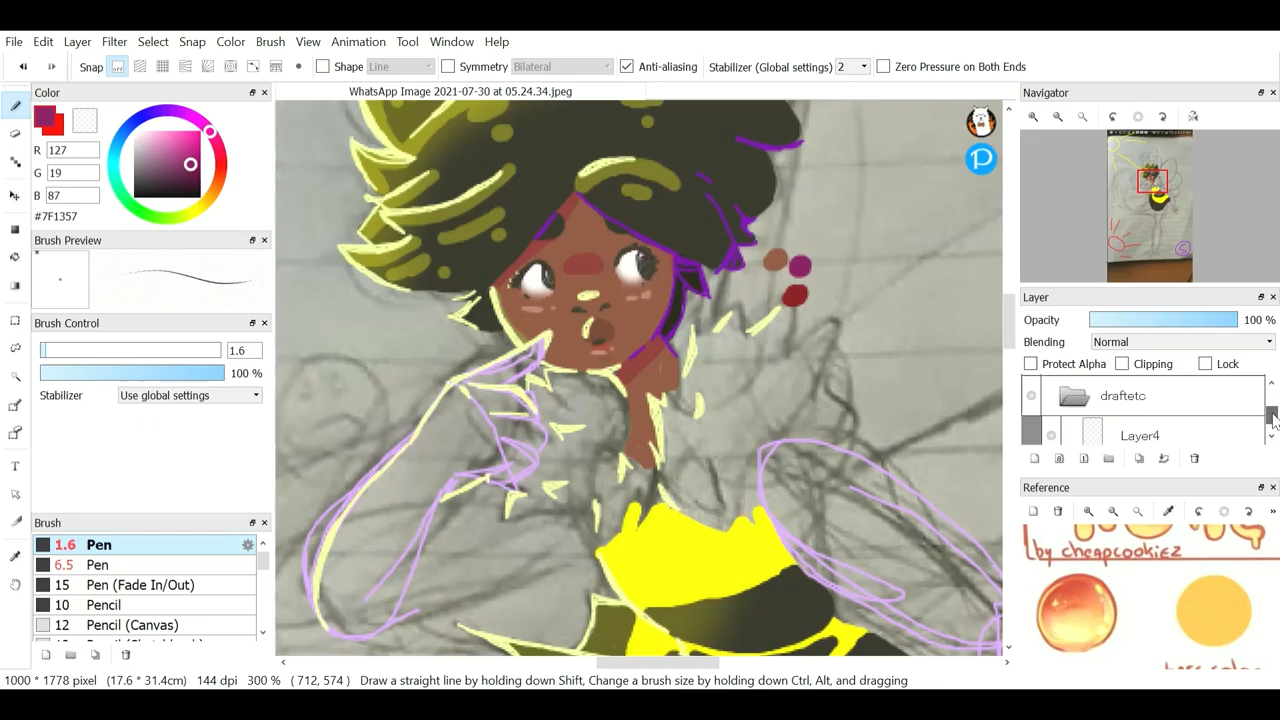 File Edit Layer Filter Select Snap Color Brush View Animation Tool Window Help
Snap Shape Line Symmetry Bilateral Anti-aliasing Stabilizer (Global settings) 2 Zero Pressure on Both Ends
Color
WhatsApp Image 2021-07-30 at 05.24.34.jpeg
Navigator
R 127
G 19
B 87
#7F1357
Brush Preview
Brush Control
1.6
100 %
Stabilizer Use global settings
Brush
1.6 Pen
6.5 Pen
15 Pen (Fade In/Out)
10 Pencil
12 Pencil (Canvas)
Layer
Opacity 100 %
Blending Normal
Protect Alpha Clipping Lock
draftetc
Layer4
Reference
by cheapcookiez
1000 * 1778 pixel (17.6 * 31.4cm) 144 dpi 300 % ( 712, 574 ) Draw a straight line by holding down Shift, Change a brush size by holding down Ctrl, Alt, and dragging